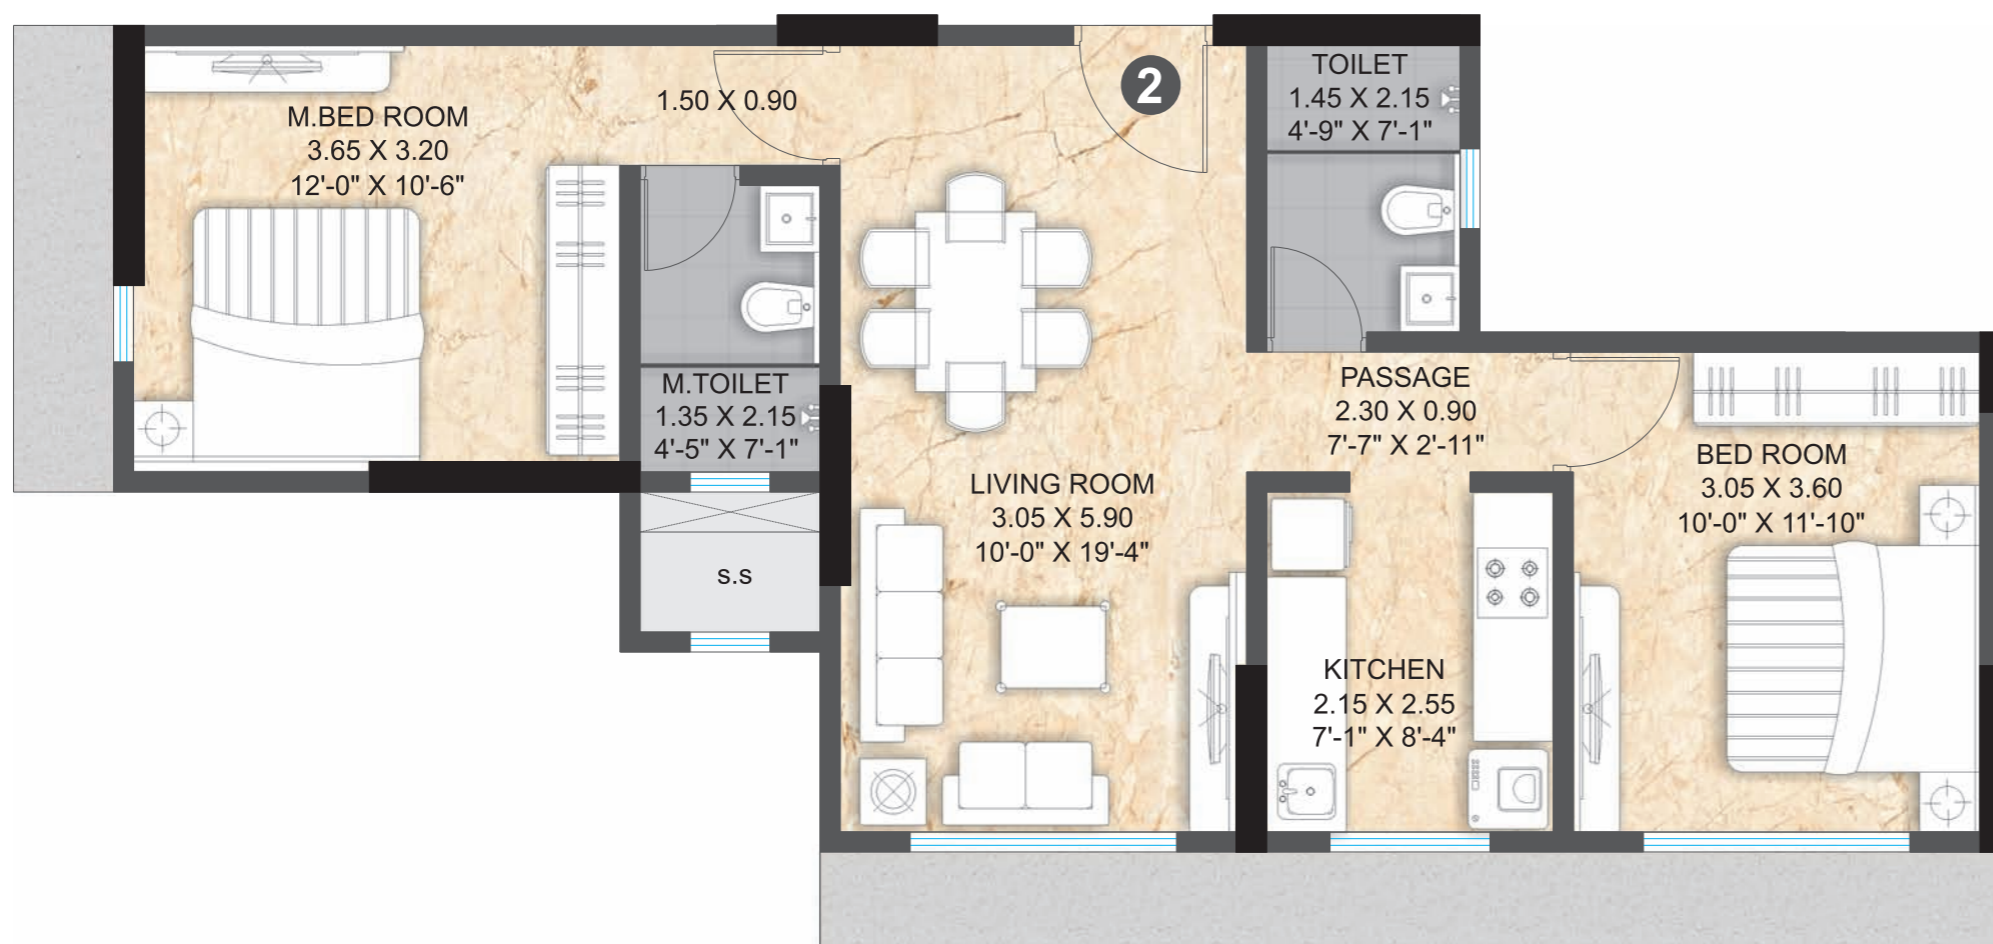 M.BED ROOM
3.65 X 3.20
12'-0" X 10'-6"
1.50 X 0.90
2
TOILET
1.45 X 2.15
4'-9" X 7'-1"
M.TOILET
1.35 X 2.15
4'-5" X 7'-1"
s.s
LIVING ROOM
3.05 X 5.90
10'-0" X 19'-4"
PASSAGE
2.30 X 0.90
7'-7" X 2'-11"
BED ROOM
3.05 X 3.60
10'-0" X 11'-10"
KITCHEN
2.15 X 2.55
7'-1" X 8'-4"